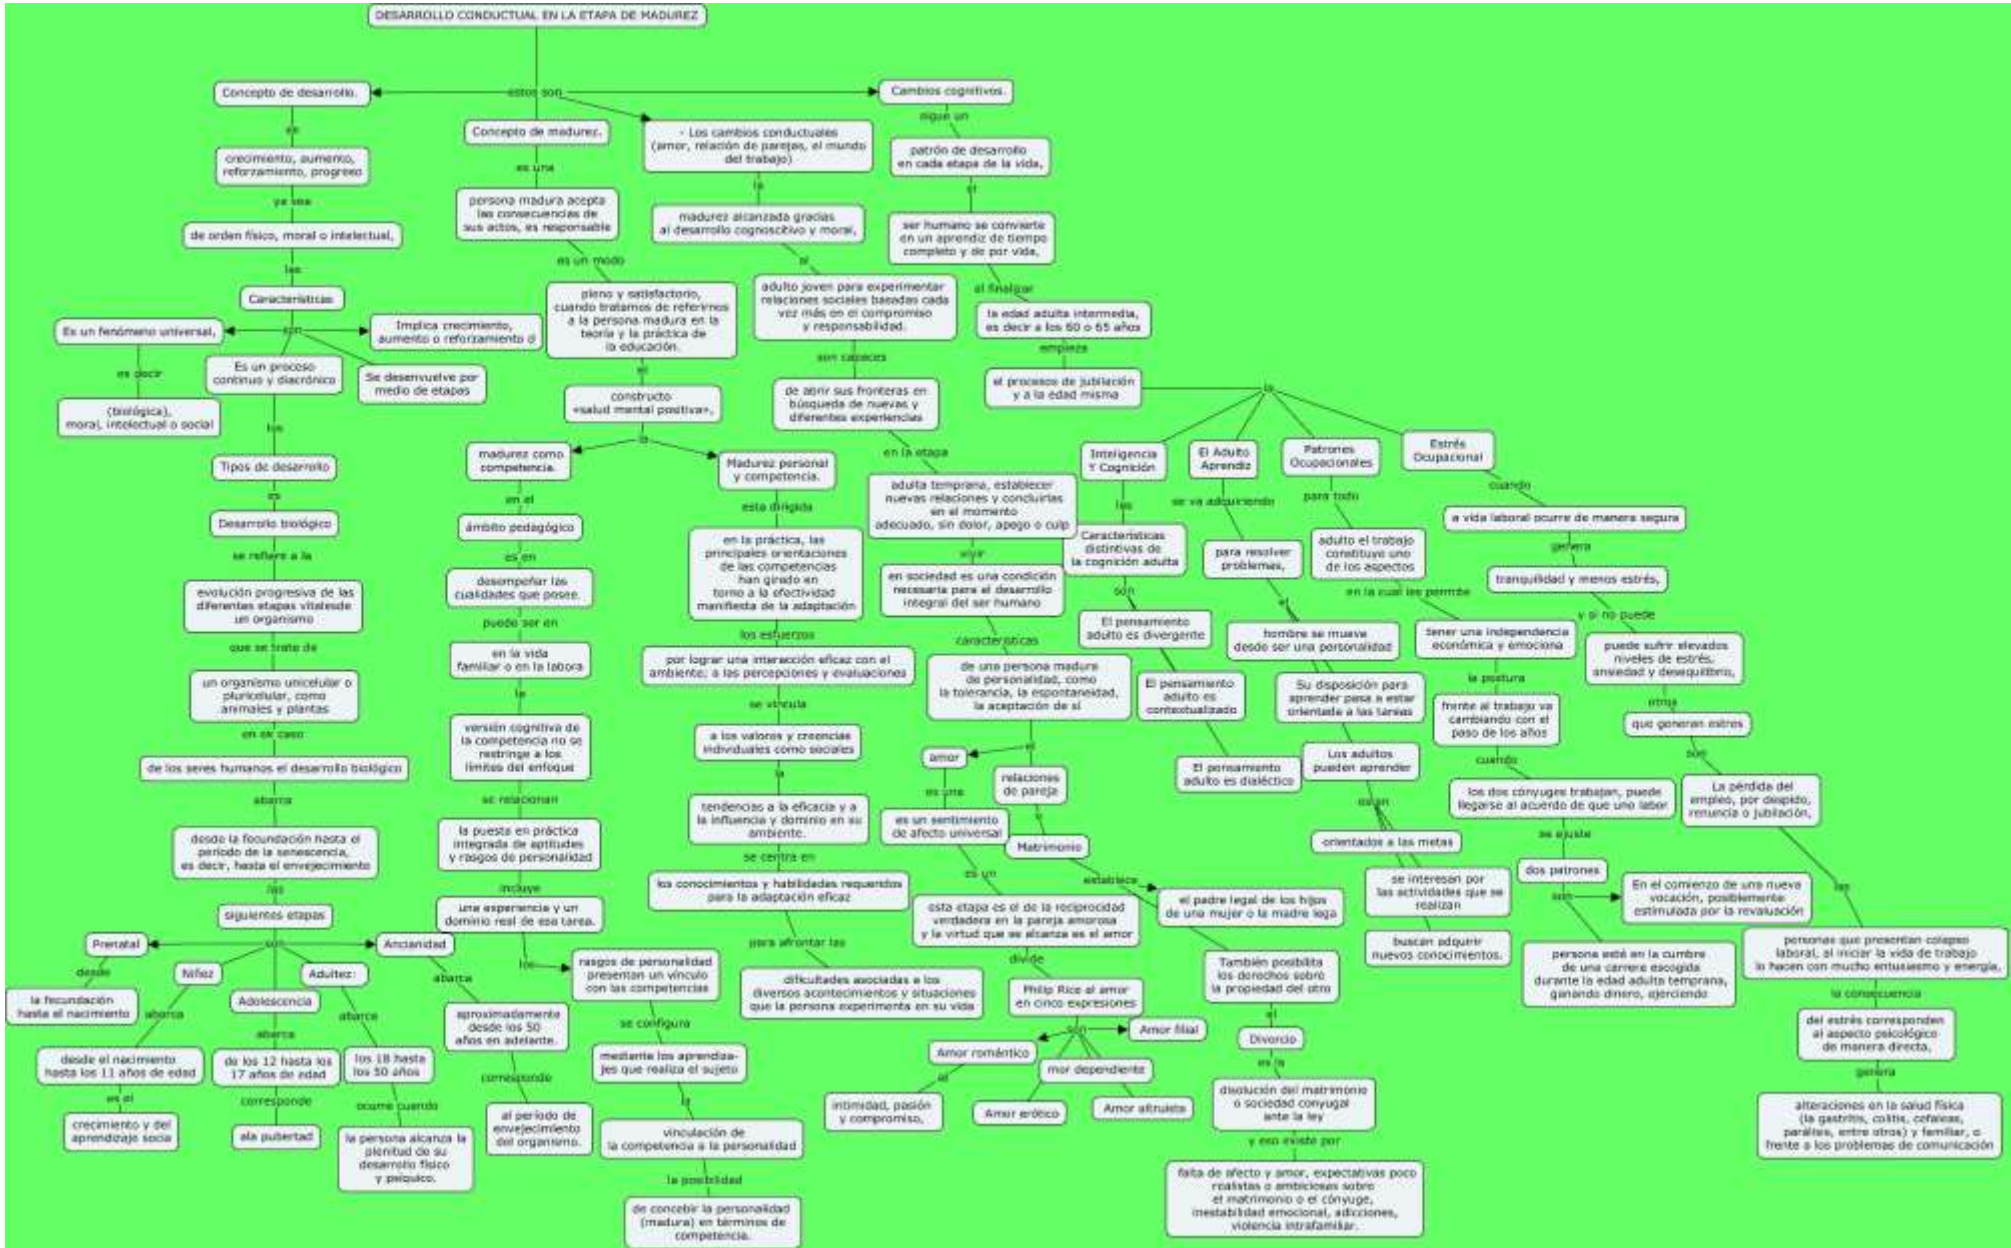 DESARROLLO CONDUCTUAL EN LA ETAPA DE MADUREZ
estos son
Concepto de desarrollo.
es
crecimiento, aumento,
reforzamiento, progreso
ya sea
de orden físico, moral o intelectual,
las
Características
son
Es un fenómeno universal,
es decir
(biológica),
moral, intelectual o social
Implica crecimiento,
aumento o reforzamiento d
Es un proceso
continuo y diacrónico
Se desenvuelve por
medio de etapas
los
Tipos de desarrollo
es
Desarrollo biológico
se refiere a la
evolución progresiva de las
diferentes etapas vitalesde
un organismo
que se trate de
un organismo unicelular o
pluricelular, como
animales y plantas
en ek caso
de los seres humanos el desarrollo biológico
abarca
desde la fecundación hasta el
período de la senescencia,
es decir, hasta el envejecimiento
las
siguientes etapas
son
Prenatal
desde
la fecundación
hasta el nacimiento
Niñez
abarca
desde el nacimiento
hasta los 11 años de edad
es el
crecimiento y del
aprendizaje socia
Adolescencia
abarca
de los 12 hasta los
17 años de edad
corresponde
ala pubertad
Adultez:
abarca
los 18 hasta
los 50 años
ocurre cuando
la persona alcanza la
plenitud de su
desarrollo físico
y psíquico.
Ancianidad
abarca
aproximadamente
desde los 50
años en adelante.
corresponde
al período de
envejecimiento
del organismo.
Concepto de madurez.
es una
persona madura acepta
las consecuencias de
sus actos, es responsable
es un modo
pleno y satisfactorio,
cuando tratamos de referirnos
a la persona madura en la
teoría y la práctica de
la educación.
el
constructo
«salud mental positiva»,
la
madurez como
competencia.
en el
ámbito pedagógico
es en
desempeñar las
cualidades que posee.
puede ser en
en la vida
familiar o en la labora
la
versión cognitiva de
la competencia no se
restringe a los
límites del enfoque
se relacionan
la puesta en práctica
integrada de aptitudes
y rasgos de personalidad
incluye
una experiencia y un
dominio real de esa tarea.
los
rasgos de personalidad
presentan un vínculo
con las competencias
se configura
mediante los aprendiza-
jes que realiza el sujeto
la
vinculación de
la competencia a la personalidad
la posibilidad
de concebir la personalidad
(madura) en términos de
competencia.
Madurez personal
y competencia.
esta dirigida
en la práctica, las
principales orientaciones
de las competencias
han girado en
torno a la efectividad
manifiesta de la adaptación
los esfuerzos
por lograr una interacción eficaz con el
ambiente, a las percepciones y evaluaciones
se vincula
a los valores y creencias
individuales como sociales
la
tendencias a la eficacia y a
la influencia y dominio en su
ambiente.
se centra en
los conocimientos y habilidades requeridos
para la adaptación eficaz
para afrontar las
dificultades asociadas a los
diversos acontecimientos y situaciones
que la persona experimenta en su vida
- Los cambios conductuales
(amor, relación de parejas, el mundo
del trabajo)
la
madurez alcanzada gracias
al desarrollo cognoscitivo y moral,
al
adulto joven para experimentar
relaciones sociales basadas cada
vez más en el compromiso
y responsabilidad.
son capaces
de abrir sus fronteras en
búsqueda de nuevas y
diferentes experiencias
en la etapa
adulta temprana, establecer
nuevas relaciones y concluirlas
en el momento
adecuado, sin dolor, apego o culp
vivir
en sociedad es una condición
necesaria para el desarrollo
integral del ser humano
características
de una persona madura
de personalidad, como
la tolerancia, la espontaneidad,
la aceptación de sí
el
amor
es una
es un sentimiento
de afecto universal
es un
esta etapa es el de la reciprocidad
verdadera en la pareja amorosa
y la virtud que se alcanza es el amor
divide
Philip Rice al amor
en cinco expresiones
son
Amor filial
Amor romántico
el
intimidad, pasión
y compromiso,
mor dependiente
Amor erótico
Amor altruista
relaciones
de pareja
Matrimonio
establece
el padre legal de los hijos
de una mujer o la madre lega
También posibilita
los derechos sobre
la propiedad del otro
el
Divorcio
es la
disolución del matrimonio
o sociedad conyugal
ante la ley
y eso existe por
falta de afecto y amor, expectativas poco
realistas o ambiciosas sobre
el matrimonio o el cónyuge,
inestabilidad emocional, adicciones,
violencia intrafamiliar.
Cambios cognitivos.
sigue un
patrón de desarrollo
en cada etapa de la vida,
el
ser humano se convierte
en un aprendiz de tiempo
completo y de por vida,
al finalizar
la edad adulta intermedia,
es decir a los 60 o 65 años
empieza
el procesos de jubilación
y a la edad misma
la
Inteligencia
Y Cognición
las
Características
distintivas de
la cognición adulta
son
El pensamiento
adulto es divergente
El pensamiento
adulto es
contextualizado
El pensamiento
adulto es dialéctico
El Adulto
Aprendiz
se va adquiriendo
para resolver
problemas,
el
hombre se mueva
desde ser una personalidad
Su disposición para
aprender pasa a estar
orientada a las tareas
Los adultos
pueden aprender
es an
orientados a las metas
se interesan por
las actividades que se
realizan
buscan adquirir
nuevos conocimientos.
Patrones
Ocupacionales
para todo
adulto el trabajo
constituye uno
de los aspectos
en la cual les permite
tener una independencia
económica y emociona
la postura
frente al trabajo va
cambiando con el
paso de los años
cuando
los dos cónyuges trabajan, puede
llegarse al acuerdo de que uno labor
se ajuste
dos patrones
son
En el comienzo de una nueva
vocación, posiblemente
estimulada por la revaluación
persona esté en la cumbre
de una carrera escogida
durante la edad adulta temprana,
ganando dinero, ejerciendo
Estrés
Ocupacional
cuando
a vida laboral ocurre de manera segura
genera
tranquilidad y menos estrés,
y si no puede
puede sufrir elevados
niveles de estrés,
ansiedad y desequilibrio,
otros
que generan estres
son
La pérdida del
empleo, por despido,
renuncia o jubilación,
las
personas que presentan colapso
laboral, al iniciar la vida de trabajo
lo hacen con mucho entusiasmo y energía,
la consecuencia
del estrés corresponden
al aspecto psicológico
de manera directa,
genera
alteraciones en la salud física
(la gastritis, colitis, cefaleas,
parálisis, entre otros) y familiar, o
frente a los problemas de comunicación